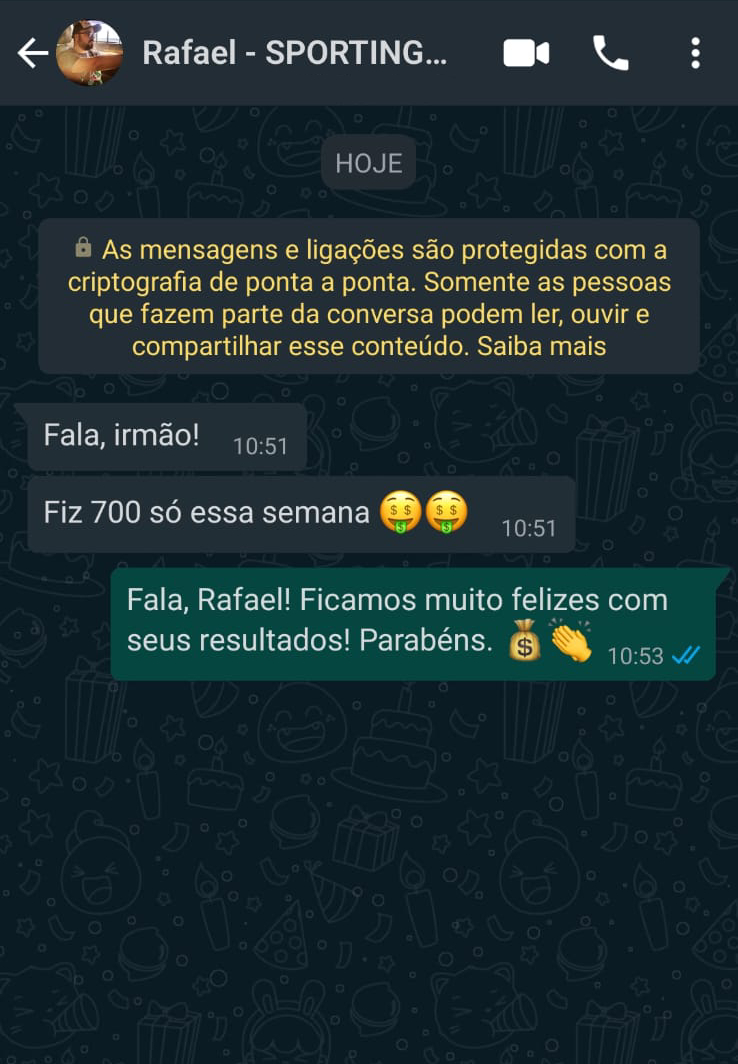 Rafael - SPORTING...
HOJE
As mensagens e ligações são protegidas com a
criptografia de ponta a ponta. Somente as pessoas
que fazem parte da conversa podem ler, ouvir e
compartilhar esse conteúdo. Saiba mais
Fala, irmão! 10:51
Fiz 700 só essa semana 🤑🤑 10:51
Fala, Rafael! Ficamos muito felizes com
seus resultados! Parabéns. 💰👏 10:53